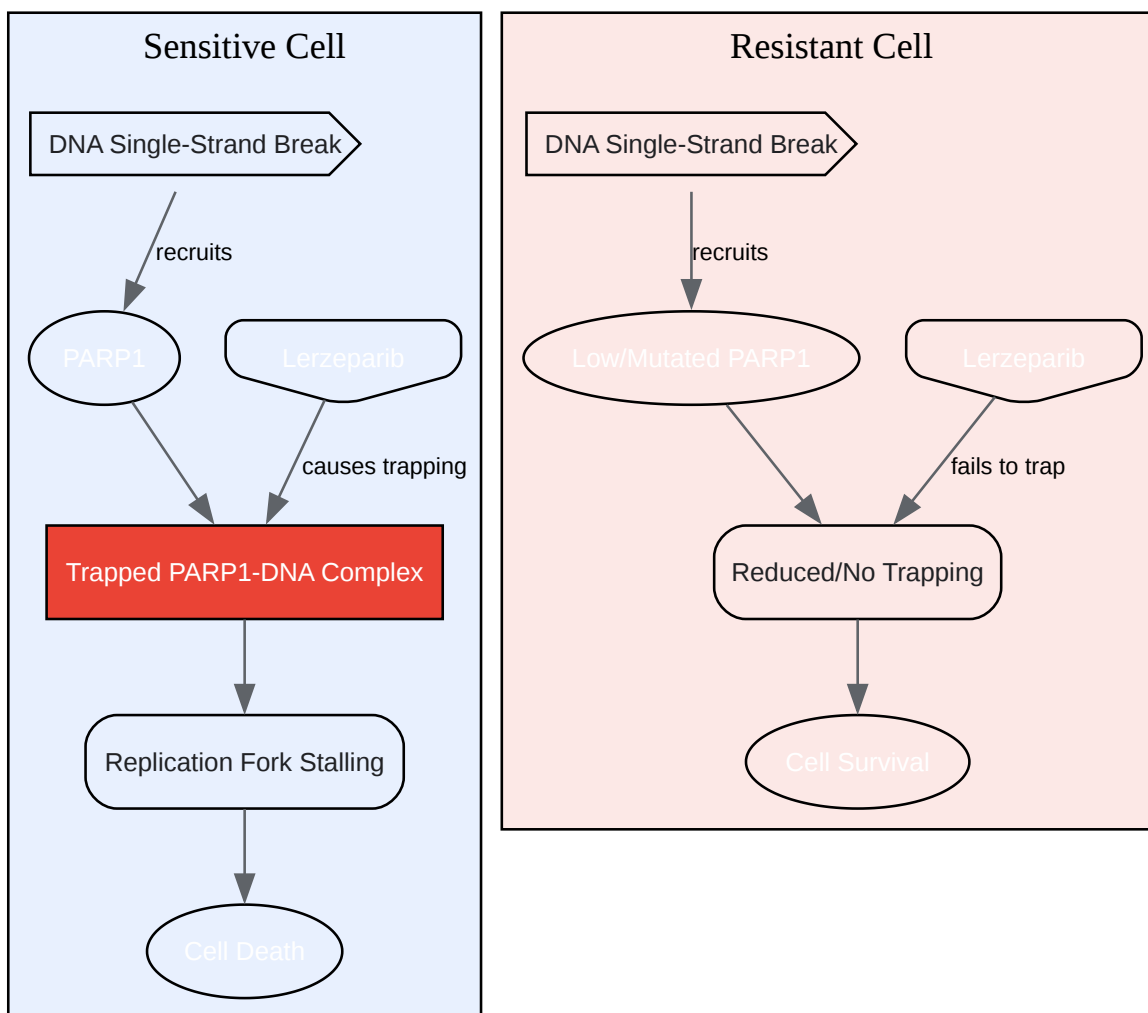 Sensitive Cell
DNA Single-Strand Break
recruits
PARP1
Lerzeparib
causes trapping
Trapped PARP1-DNA Complex
Replication Fork Stalling
Cell Death
Resistant Cell
DNA Single-Strand Break
recruits
Low/Mutated PARP1
Lerzeparib
fails to trap
Reduced/No Trapping
Cell Survival